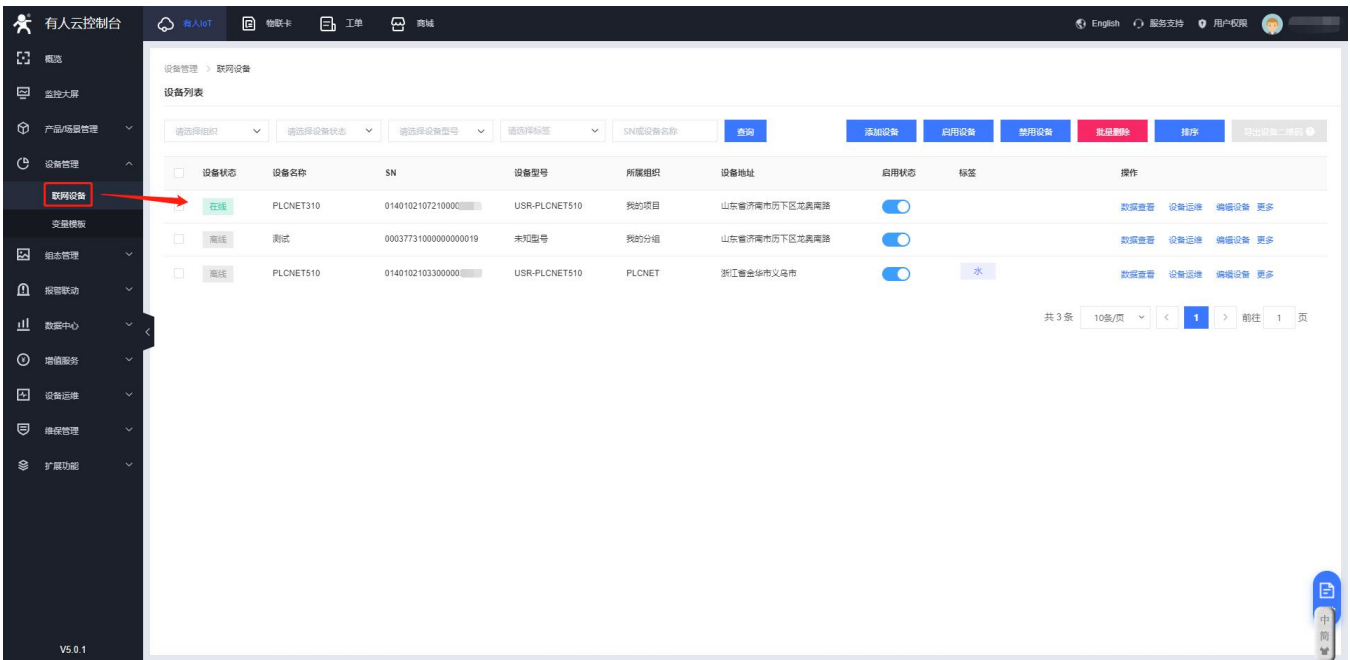 有人云控制台
有人IoT 物联卡 工单 商城 English 服务支持 用户权限
概览
监控大屏
产品/场景管理
设备管理
联网设备
变量模板
组态管理
报警联动
数据中心
增值服务
设备运维
维保管理
扩展功能
V5.0.1
设备管理 > 联网设备
设备列表
请选择组织 请选择设备状态 请选择设备型号 请选择标签 SN或设备名称 查询 添加设备 启用设备 禁用设备 批量删除 排序 导出设备二维码
设备状态 设备名称 SN 设备型号 所属组织 设备地址 启用状态 标签 操作
在线 PLCNET310 0140102107210000 USR-PLCNET510 我的项目 山东省济南市历下区龙奥南路 数据查看 设备运维 编辑设备 更多
离线 测试 00037731000000000019 未知型号 我的分组 山东省济南市历下区龙奥南路 数据查看 设备运维 编辑设备 更多
离线 PLCNET510 0140102103300000 USR-PLCNET510 PLCNET 浙江省金华市义乌市 水 数据查看 设备运维 编辑设备 更多
共 3 条 10条/页 < 1 > 前往 1 页
中
简